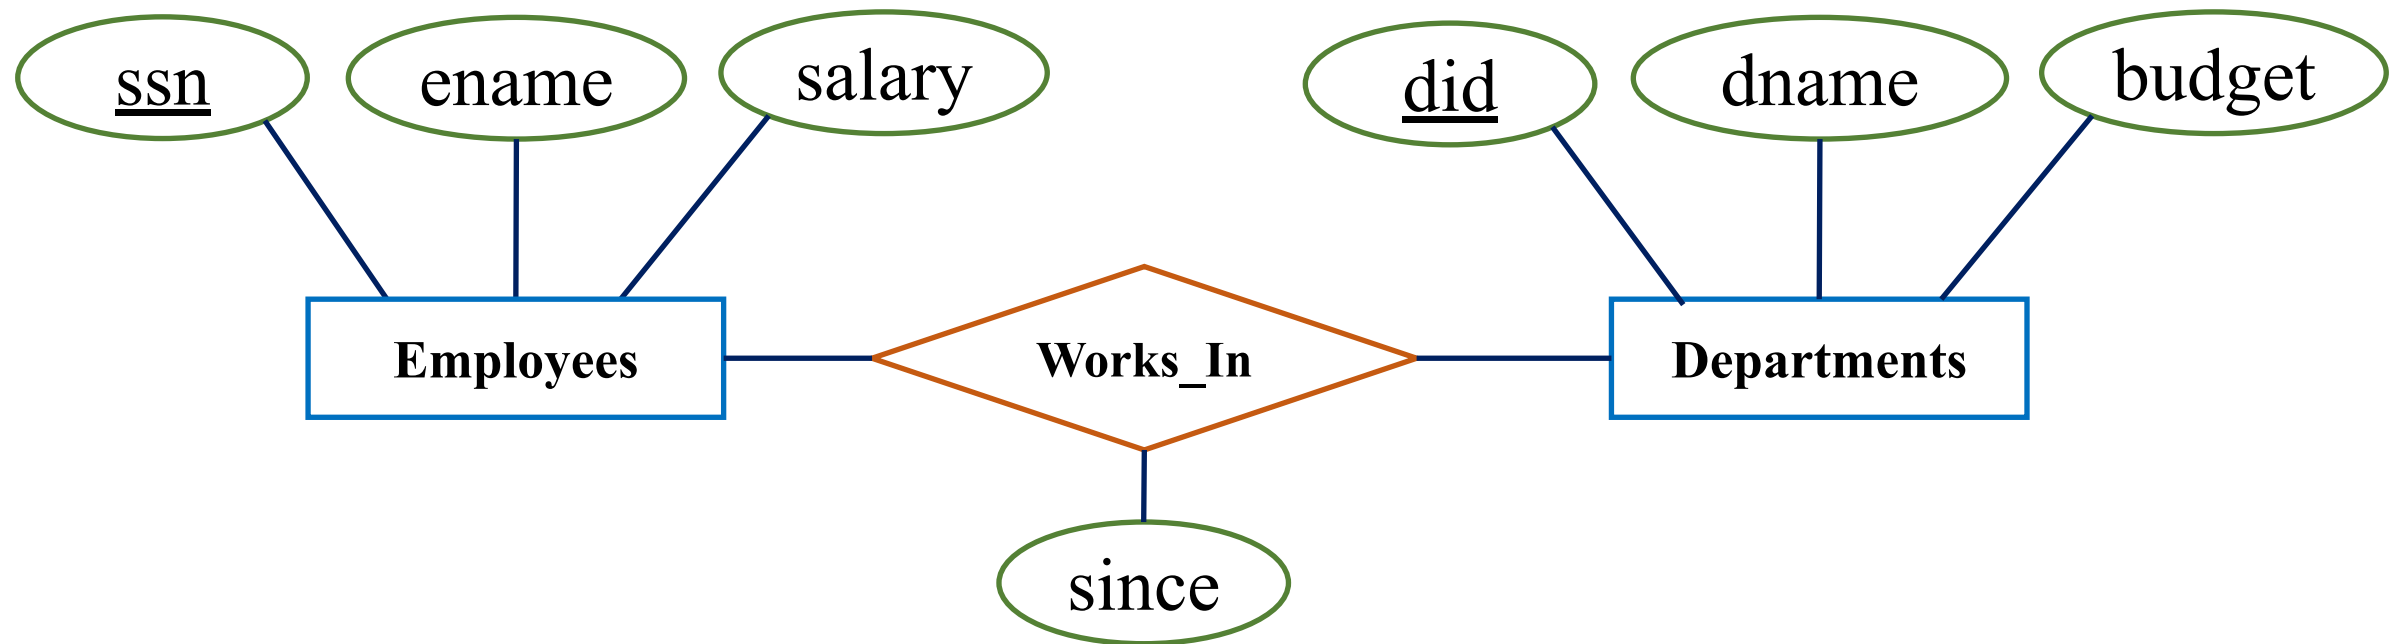 ssn
ename
salary
did
dname
budget
Employees
Works_In
Departments
since